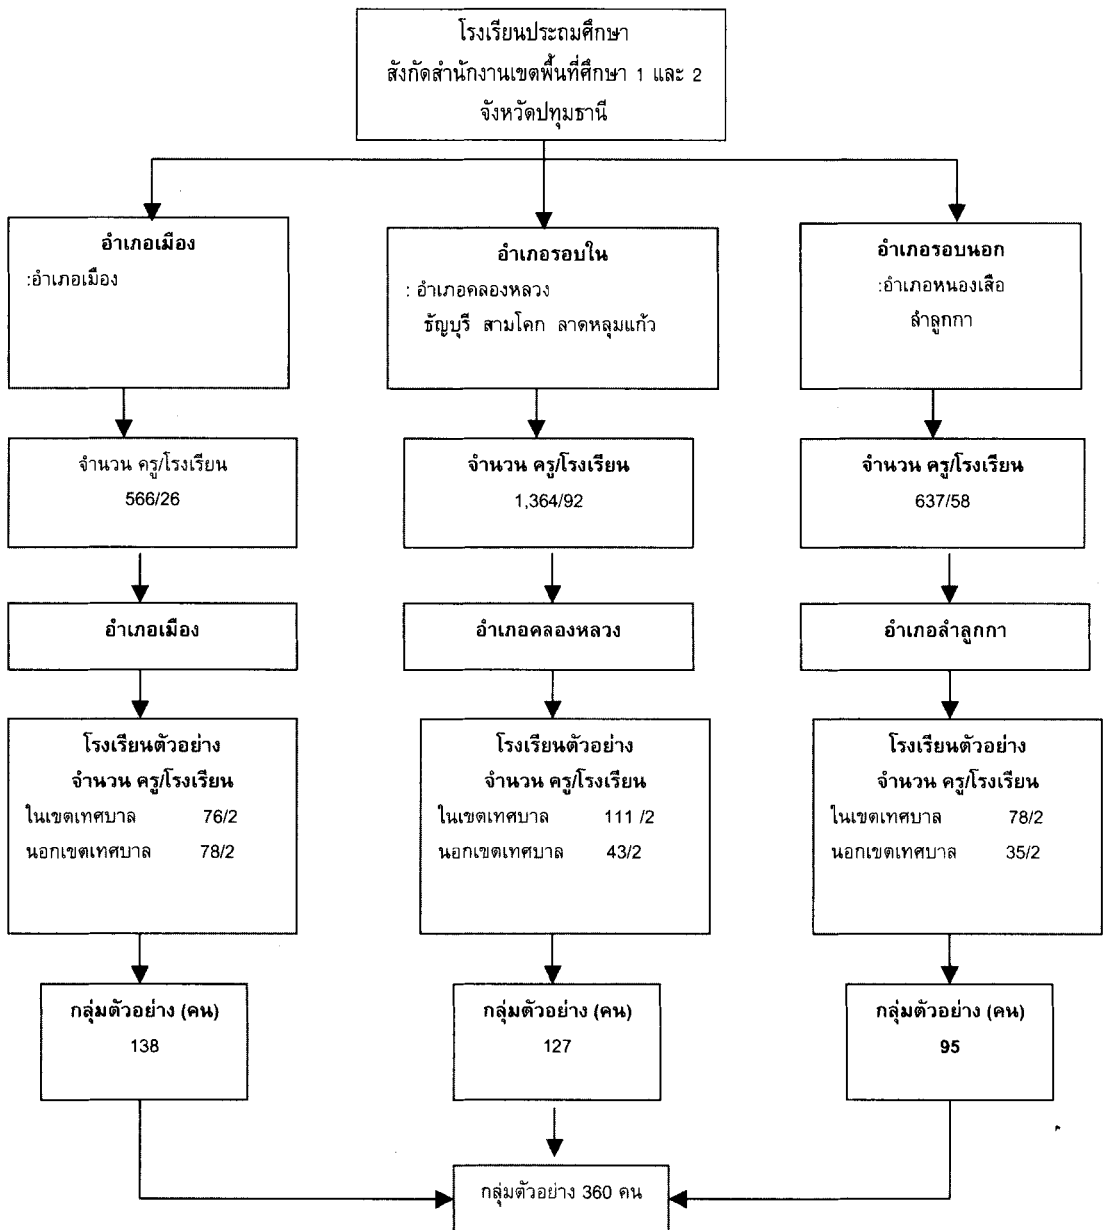 โรงเรียนประถมศึกษา
สังกัดสำนักงานเขตพื้นที่ศึกษา 1 และ 2
จังหวัดปทุมธานี
อำเภอเมือง
:อำเภอเมือง
อำเภอรอบใน
: อำเภอคลองหลวง
ธัญบุรี สามโคก ลาดหลุมแก้ว
อำเภอรอบนอก
:อำเภอหนองเสือ
ลำลูกกา
จำนวน ครู/โรงเรียน
566/26
จำนวน ครู/โรงเรียน
1,364/92
จำนวน ครู/โรงเรียน
637/58
อำเภอเมือง
อำเภอคลองหลวง
อำเภอลำลูกกา
โรงเรียนตัวอย่าง
จำนวน ครู/โรงเรียน
ในเขตเทศบาล 76/2
นอกเขตเทศบาล 78/2
โรงเรียนตัวอย่าง
จำนวน ครู/โรงเรียน
ในเขตเทศบาล 111 /2
นอกเขตเทศบาล 43/2
โรงเรียนตัวอย่าง
จำนวน ครู/โรงเรียน
ในเขตเทศบาล 78/2
นอกเขตเทศบาล 35/2
กลุ่มตัวอย่าง (คน)
138
กลุ่มตัวอย่าง (คน)
127
กลุ่มตัวอย่าง (คน)
95
กลุ่มตัวอย่าง 360 คน